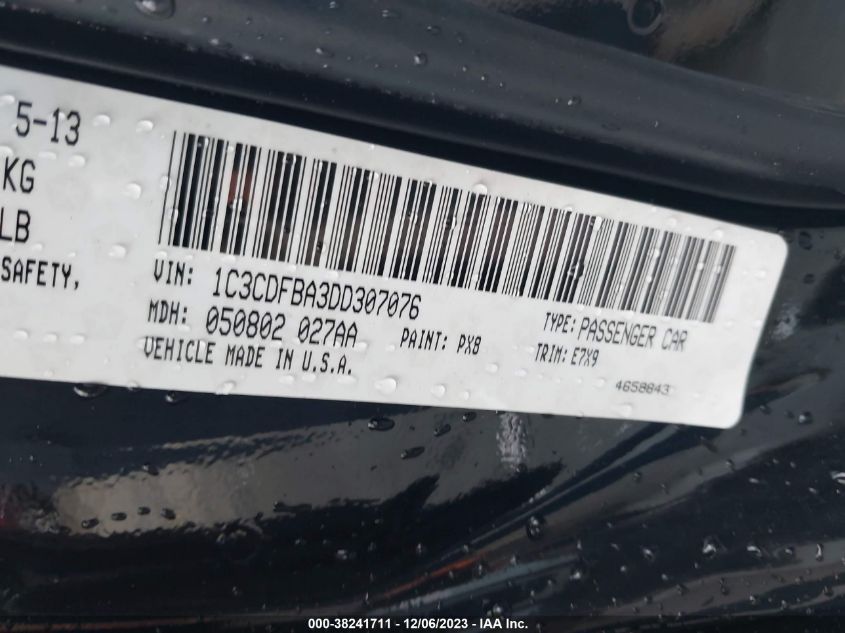 5-13
KG
LB
SAFETY,
VIN: 1C3CDFBA3DD307076
MDH: 050802 027AA
PAINT: PX8
TYPE: PASSENGER CAR
VEHICLE MADE IN U.S.A.
TRIM: E7X9
4658843
000-38241711 - 12/06/2023 - IAA Inc.